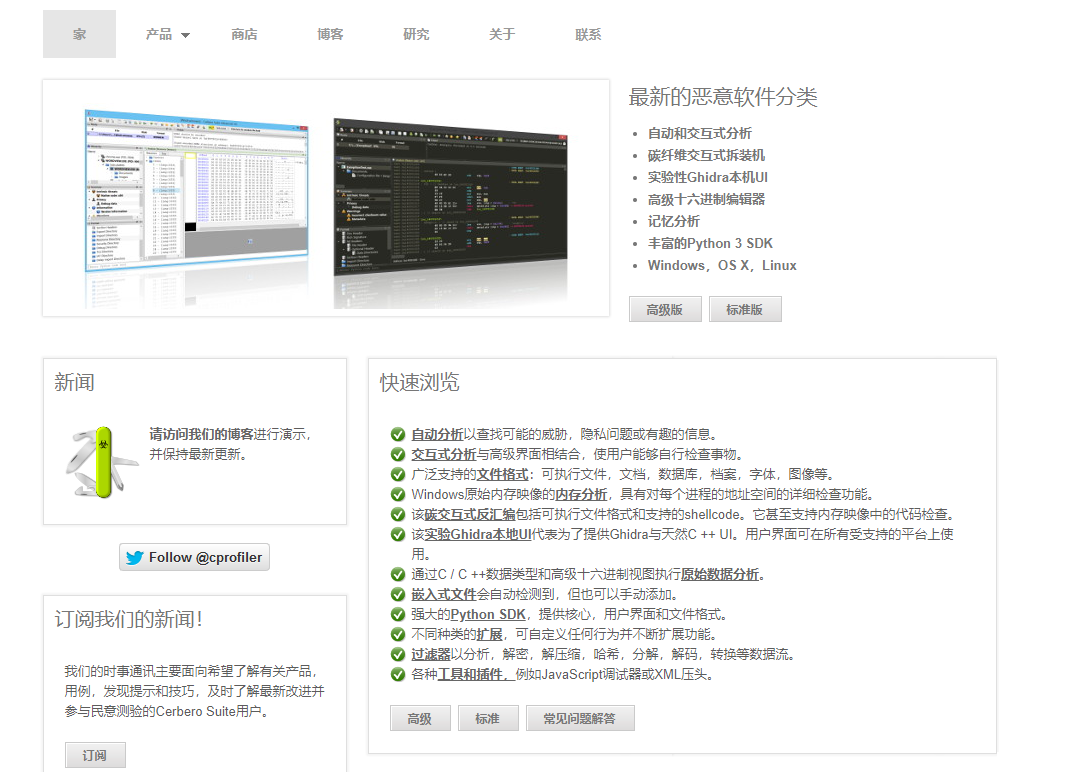 家 产品 商店 博客 研究 关于 联系
最新的恶意软件分类
自动和交互式分析
碳纤维交互式拆装机
实验性Ghidra本机UI
高级十六进制编辑器
记忆分析
丰富的Python 3 SDK
Windows，OS X，Linux
高级版 标准版
新闻
请访问我们的博客进行演示，
并保持最新更新。
Follow @cprofiler
订阅我们的新闻！
我们的时事通讯主要面向希望了解有关产品，
用例，发现提示和技巧，及时了解最新改进并
参与民意测验的Cerbero Suite用户。
订阅
快速浏览
自动分析以查找可能的威胁，隐私问题或有趣的信息。
交互式分析与高级界面相结合，使用户能够自行检查事物。
广泛支持的文件格式：可执行文件，文档，数据库，档案，字体，图像等。
Windows原始内存映像的内存分析，具有对每个进程的地址空间的详细检查功能。
该碳交互式反汇编包括可执行文件格式和支持的shellcode。它甚至支持内存映像中的代码检查。
该实验Ghidra本地UI代表为了提供Ghidra与天然C ++ UI。用户界面可在所有受支持的平台上使
用。
通过C / C ++数据类型和高级十六进制视图执行原始数据分析。
嵌入式文件会自动检测到，但也可以手动添加。
强大的Python SDK，提供核心，用户界面和文件格式。
不同种类的扩展，可自定义任何行为并不断扩展功能。
过滤器以分析，解密，解压缩，哈希，分解，解码，转换等数据流。
各种工具和插件，例如JavaScript调试器或XML压头。
高级 标准 常见问题解答